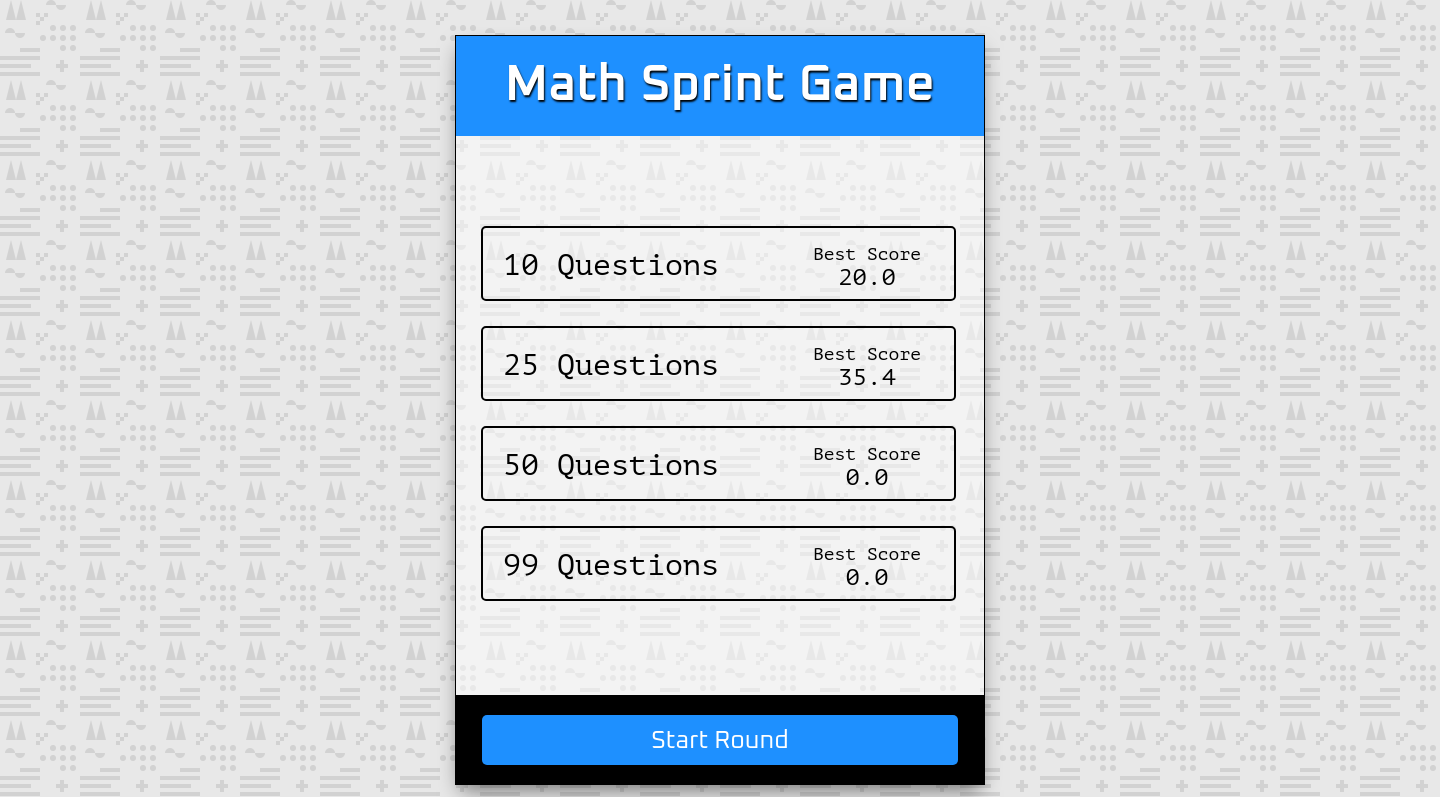 Math Sprint Game
10 Questions
Best Score
20.0
25 Questions
Best Score
35.4
50 Questions
Best Score
0.0
99 Questions
Best Score
0.0
Start Round